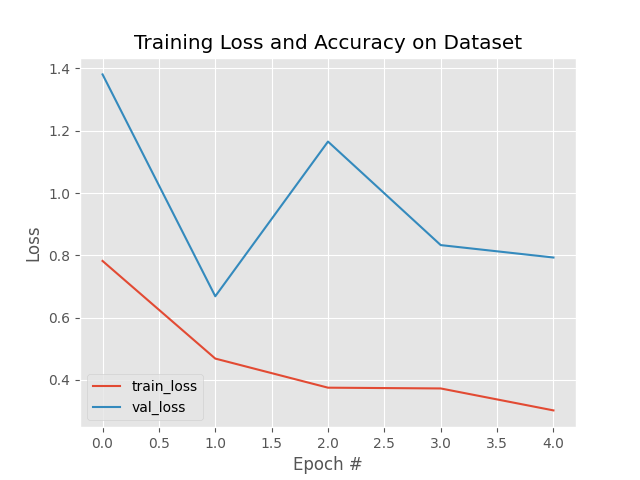 Training Loss and Accuracy on Dataset
1.4
1.2
1.0
0.8
0.6
0.4
Loss
train_loss
val_loss
0.0 0.5 1.0 1.5 2.0 2.5 3.0 3.5 4.0
Epoch #